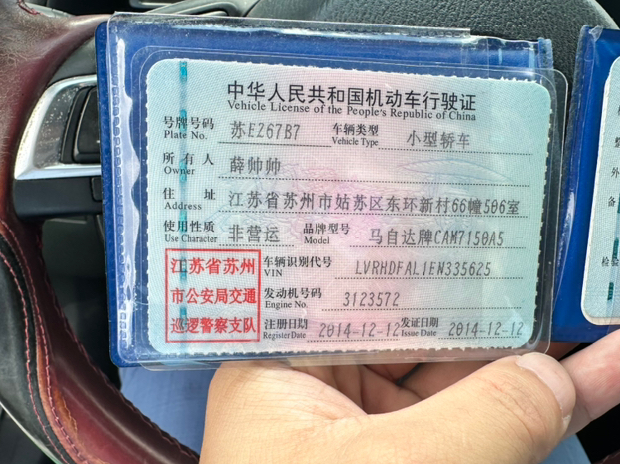 中华人民共和国机动车行驶证
Vehicle License of the People's Republic of China
号牌号码 苏EZ67B7 车辆类型 小型轿车
Plate No. Vehicle Type
所有人 薛帅帅
Owner
住址 江苏省苏州市姑苏区东环新村66幢506室
Address
使用性质 非营运 品牌型号 马自达牌CAM7150A5
Use Character Model
江苏省苏州 车辆识别代号 LVRHDFAL1EN335625
VIN
市公安局交通 发动机号码 3123572
Engine No.
巡逻警察支队 注册日期 2014-12-12 发证日期 2014-12-12
Register Date Issue Date